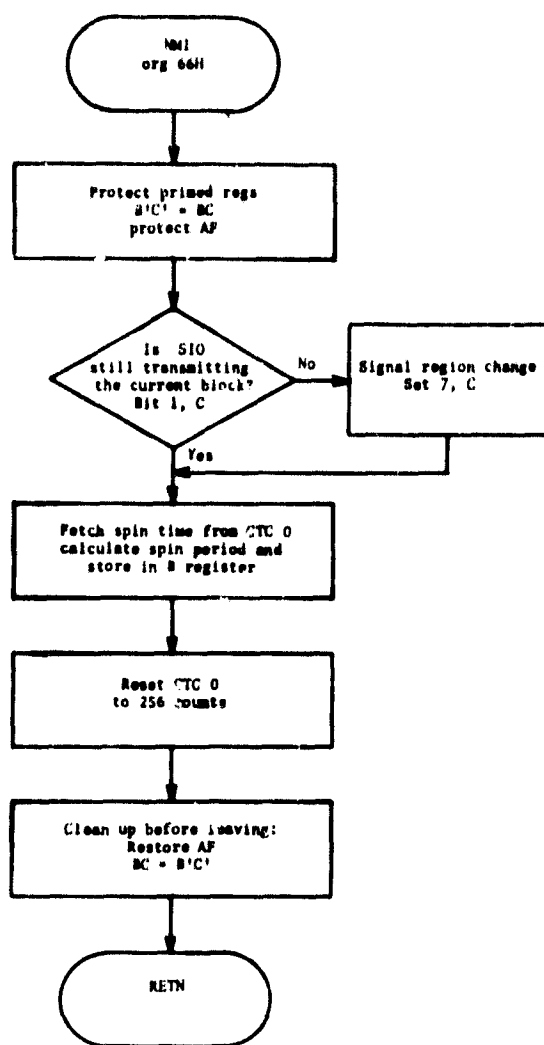 NMI
org 66H
Protect primed regs
B'C' = BC
protect AF
Is SIO
still transmitting
the current block?
Bit 1, C
No
Signal region change
Set 7, C
Yes
Fetch spin time from CTC 0
calculate spin period and
store in B register
Reset CTC 0
to 256 counts
Clean up before leaving:
Restore AF
BC = B'C'
RETN